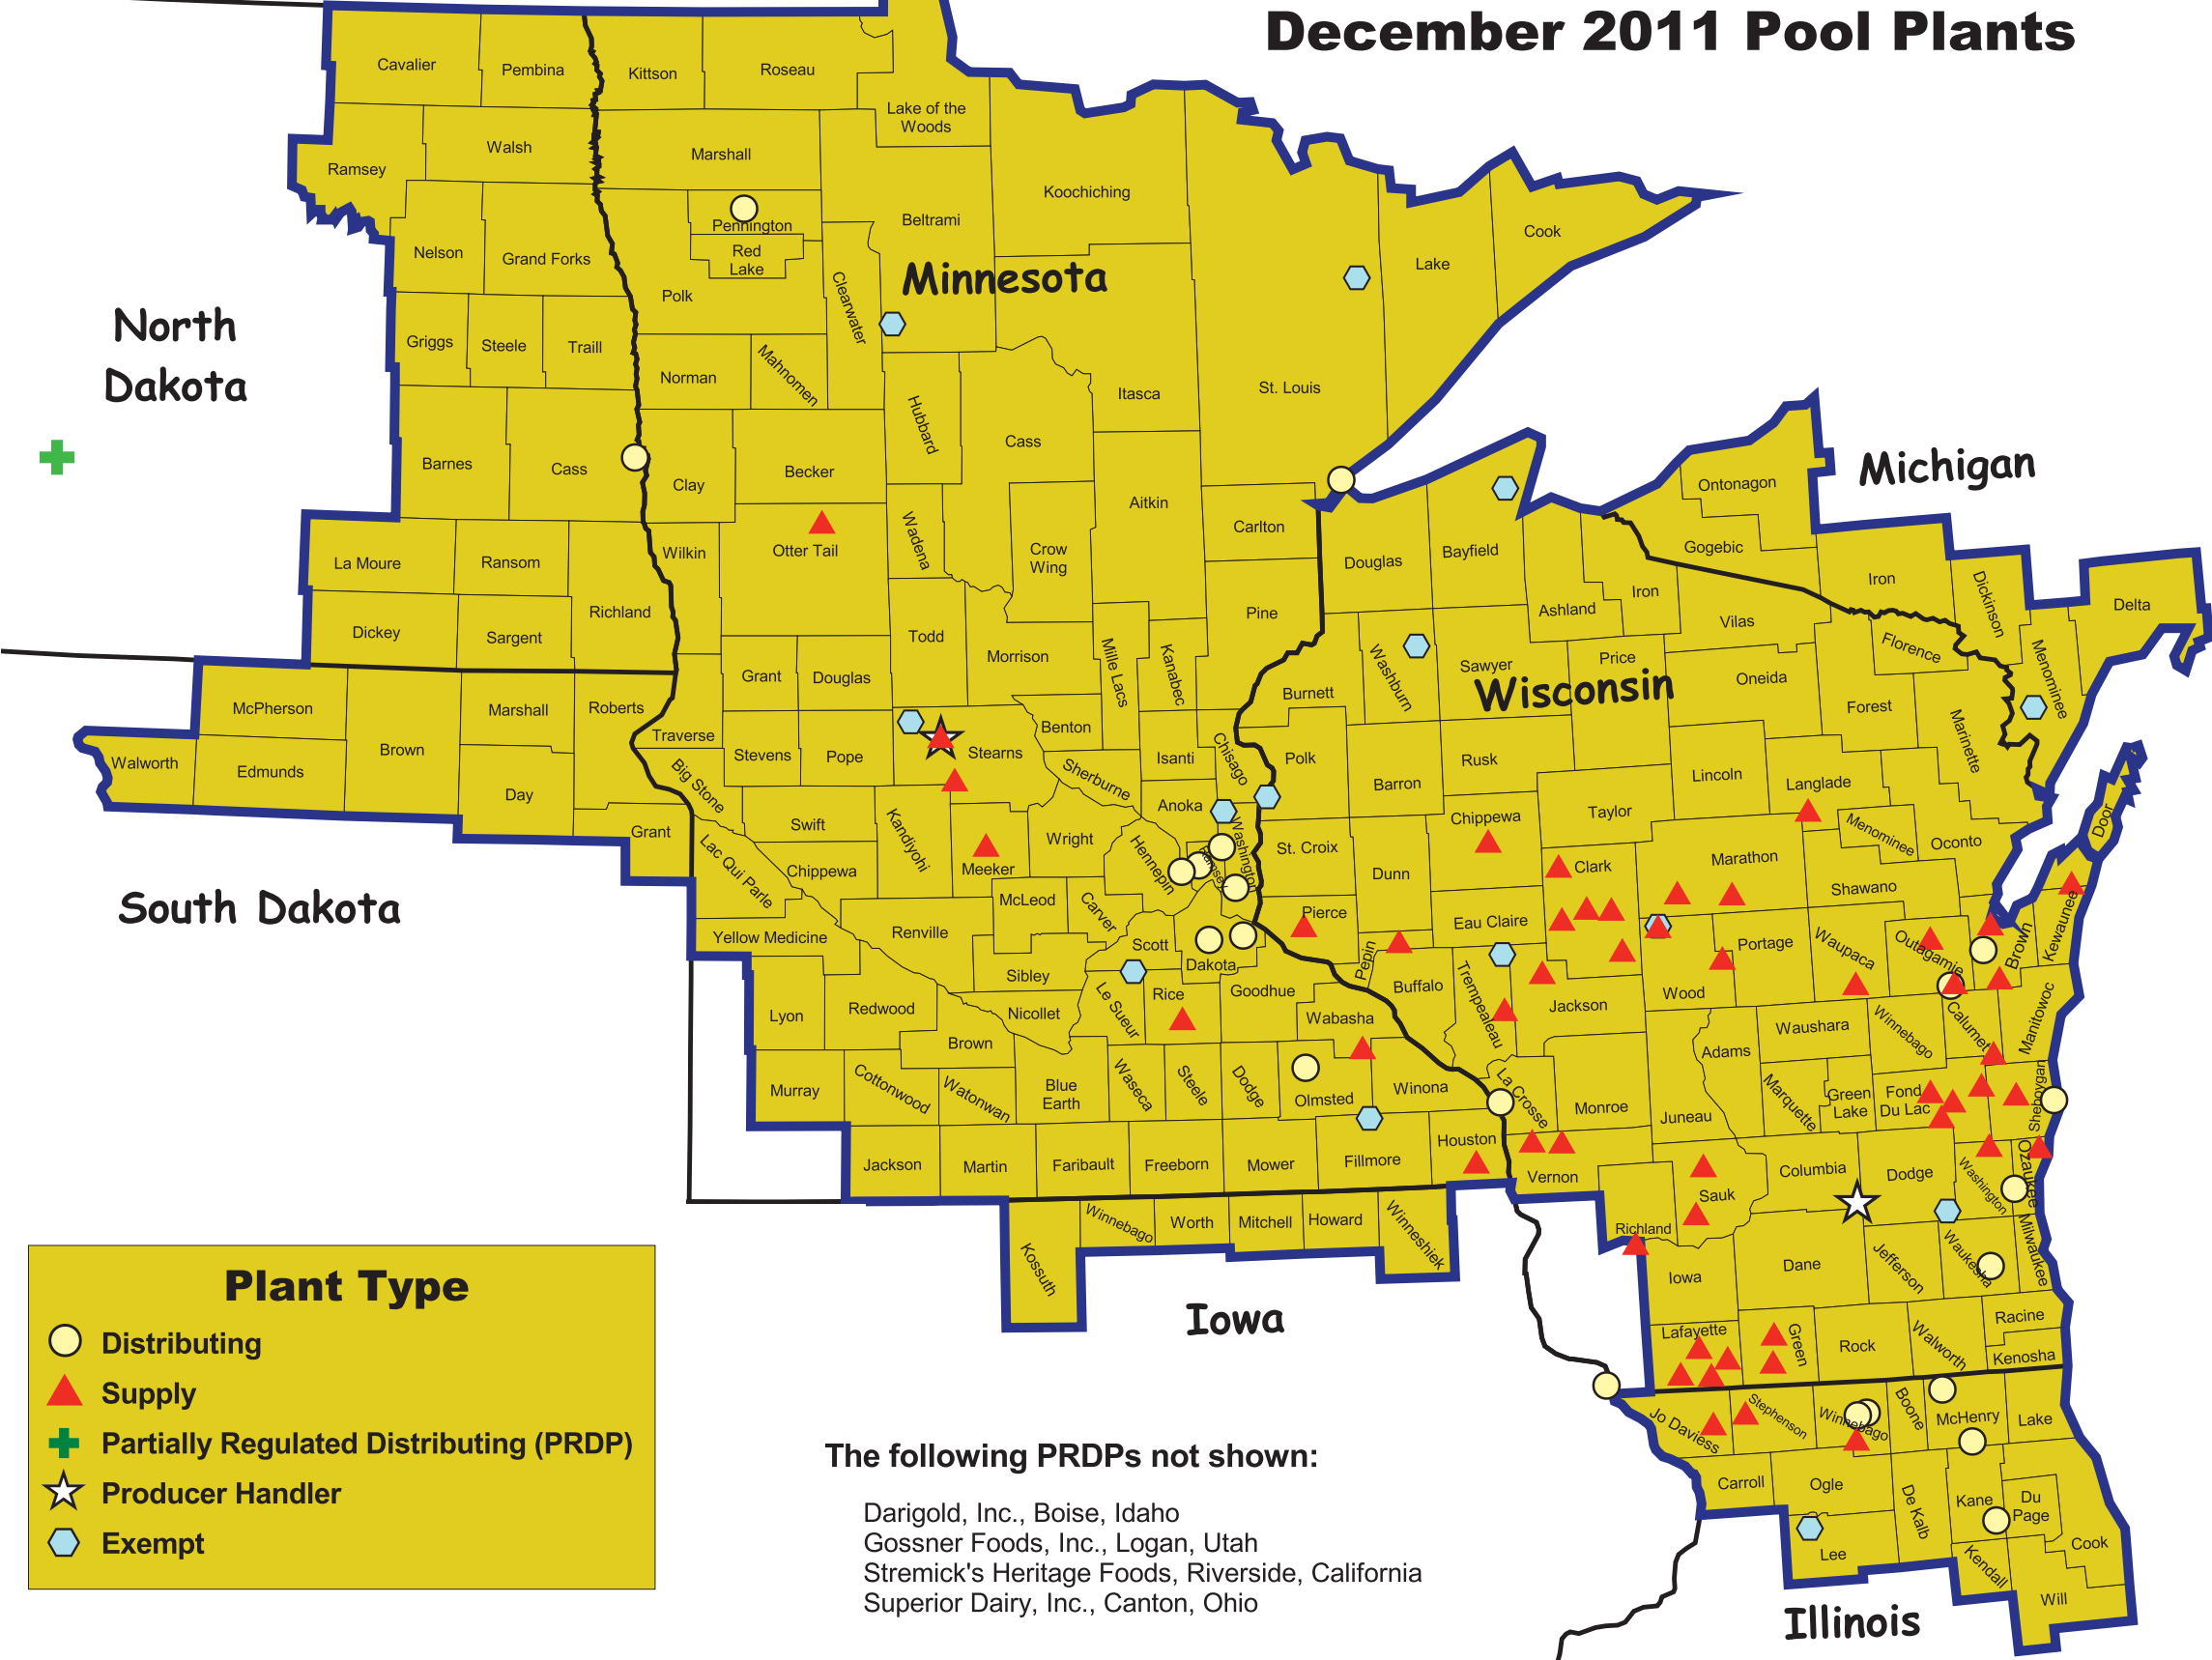 December 2011 Pool Plants
Cavalier
Pembina
Kittson
Roseau
Lake of the
Woods
Ramsey
Walsh
Marshall
Koochiching
Beltrami
Pennington
Red
Lake
Nelson
Grand Forks
Polk
Clearwater
Minnesota
Lake
Cook
North
Dakota
Griggs
Steele
Traill
Norman
Mahnomen
Hubbard
Cass
Itasca
St. Louis
Barnes
Cass
Clay
Becker
Aitkin
Carlton
Michigan
Ontonagon
Gogebic
La Moure
Ransom
Wilkin
Otter Tail
Wadena
Crow
Wing
Douglas
Bayfield
Ashland
Iron
Vilas
Iron
Dickinson
Delta
Richland
Dickey
Sargent
Todd
Morrison
Mille Lacs
Kanabec
Pine
Burnett
Washburn
Sawyer
Price
Oneida
Florence
Menominee
Wisconsin
Forest
Marinette
McPherson
Marshall
Roberts
Grant
Douglas
Traverse
Walworth
Edmunds
Brown
Day
Grant
Big Stone
Stevens
Pope
Stearns
Benton
Isanti
Chisago
Sherburne
Anoka
Polk
Barron
Rusk
Lincoln
Langlade
Taylor
Chippewa
Menominee
Oconto
Door
South Dakota
Lac Qui Parle
Swift
Chippewa
Kandiyohi
Meeker
Wright
Hennepin
Ramsey
Washington
St. Croix
Dunn
Clark
Marathon
Shawano
McLeod
Carver
Yellow Medicine
Renville
Scott
Dakota
Pierce
Pepin
Eau Claire
Portage
Waupaca
Outagamie
Brown
Kewaunee
Sibley
Le Sueur
Rice
Goodhue
Buffalo
Trempealeau
Jackson
Wood
Lyon
Redwood
Nicollet
Brown
Wabasha
Adams
Waushara
Winnebago
Calumet
Manitowoc
Murray
Cottonwood
Watonwan
Blue
Earth
Waseca
Steele
Dodge
Olmsted
Winona
La Crosse
Monroe
Juneau
Marquette
Green
Lake
Fond
Du Lac
Sheboygan
Jackson
Martin
Faribault
Freeborn
Mower
Fillmore
Houston
Vernon
Sauk
Columbia
Dodge
Washington
Ozaukee
Richland
Kossuth
Winnebago
Worth
Mitchell
Howard
Winneshiek
Iowa
Iowa
Dane
Jefferson
Waukesha
Milwaukee
Lafayette
Green
Rock
Walworth
Racine
Kenosha
Jo Daviess
Stephenson
Winnebago
Boone
McHenry
Lake
Carroll
Ogle
De Kalb
Kane
Du
Page
Lee
Kendall
Cook
Will
Illinois
Plant Type
Distributing
Supply
Partially Regulated Distributing (PRDP)
Producer Handler
Exempt
The following PRDPs not shown:
Darigold, Inc., Boise, Idaho
Gossner Foods, Inc., Logan, Utah
Stremick's Heritage Foods, Riverside, California
Superior Dairy, Inc., Canton, Ohio